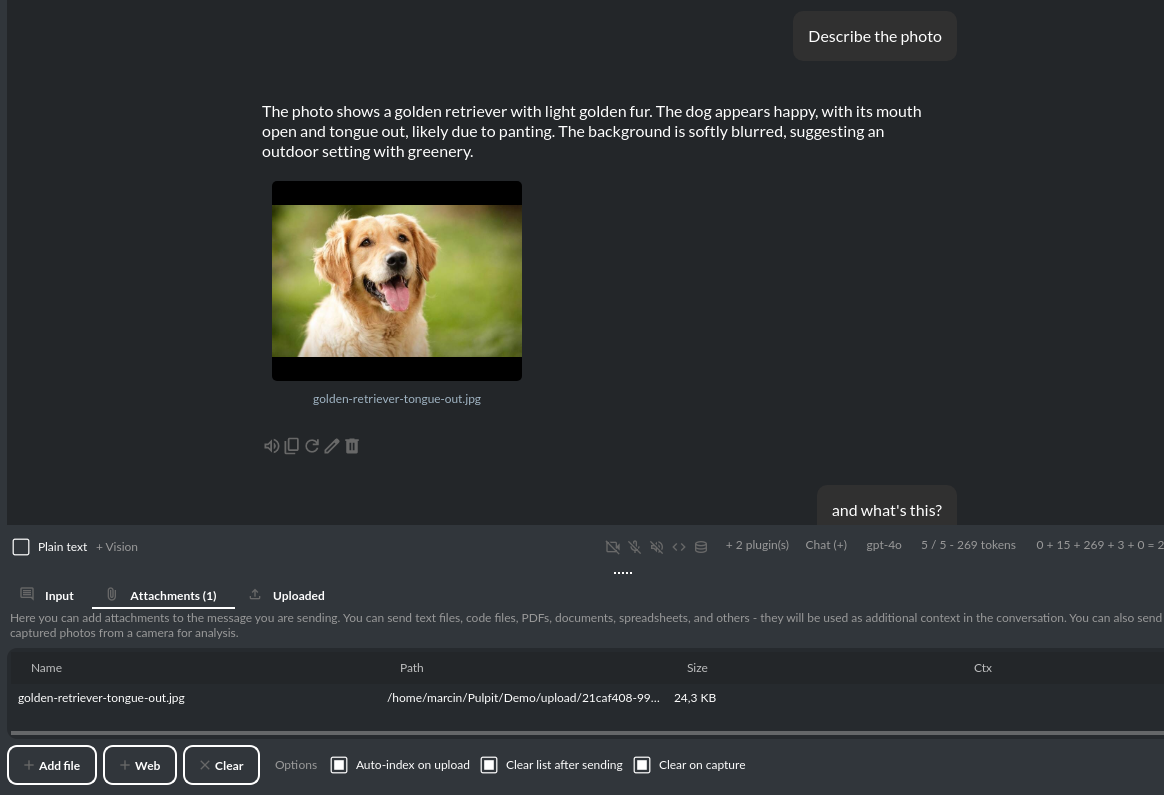 Describe the photo
The photo shows a golden retriever with light golden fur. The dog appears happy, with its mouth
open and tongue out, likely due to panting. The background is softly blurred, suggesting an
outdoor setting with greenery.
golden-retriever-tongue-out.jpg
and what's this?
Plain text + Vision + 2 plugin(s) Chat (+) gpt-4o 5 / 5 - 269 tokens 0 + 15 + 269 + 3 + 0 = 2
Input Attachments (1) Uploaded
Here you can add attachments to the message you are sending. You can send text files, code files, PDFs, documents, spreadsheets, and others - they will be used as additional context in the conversation. You can also send
captured photos from a camera for analysis.
Name Path Size Ctx
golden-retriever-tongue-out.jpg /home/marcin/Pulpit/Demo/upload/21caf408-99... 24,3 KB
+ Add file + Web × Clear Options Auto-index on upload Clear list after sending Clear on capture